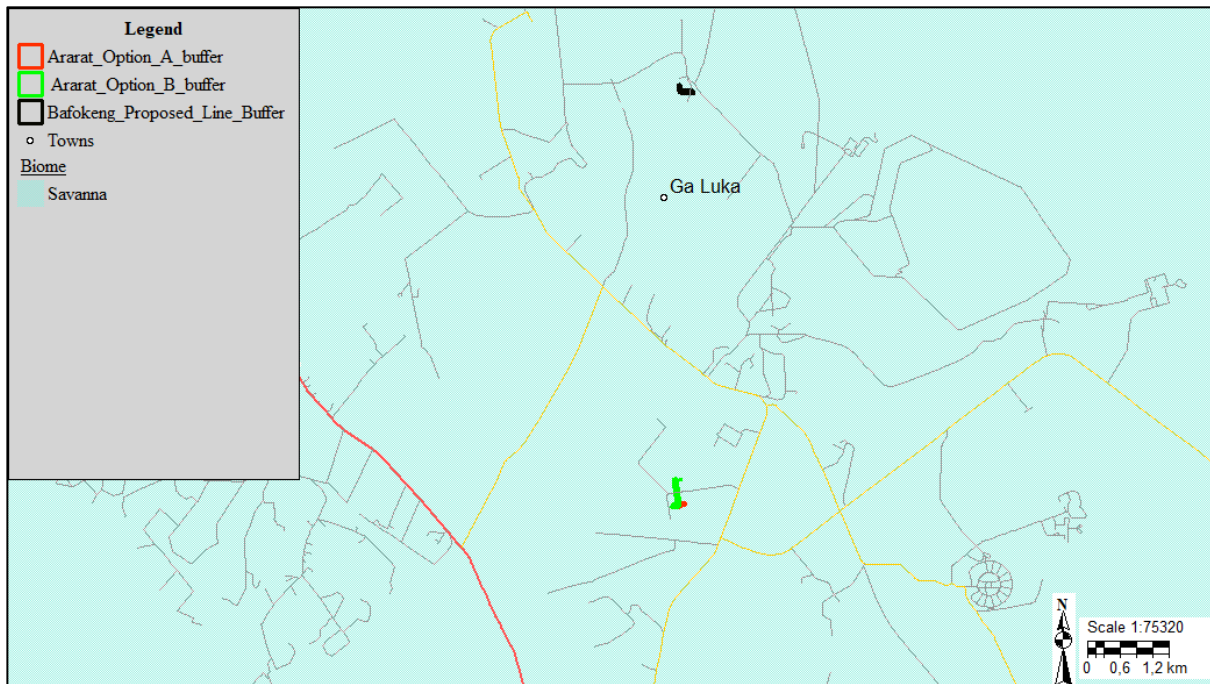 Legend
Ararat_Option_A_buffer
Ararat_Option_B_buffer
Bafokeng_Proposed_Line_Buffer
Towns
Biome
Savanna
Ga Luka
N
Scale 1:75320
0 0,6 1,2 km